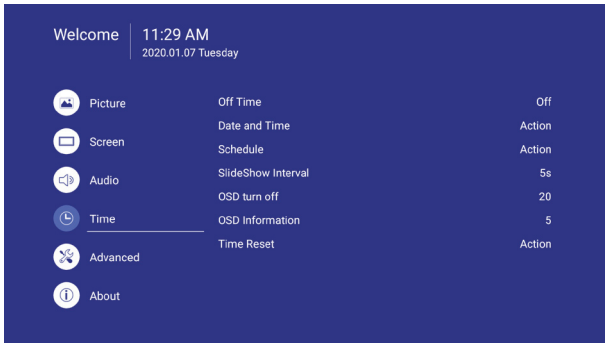 Welcome
11:29 AM
2020.01.07 Tuesday
Picture
Screen
Audio
Time
Advanced
About
Off Time Off
Date and Time Action
Schedule Action
SlideShow Interval 5s
OSD turn off 20
OSD Information 5
Time Reset Action